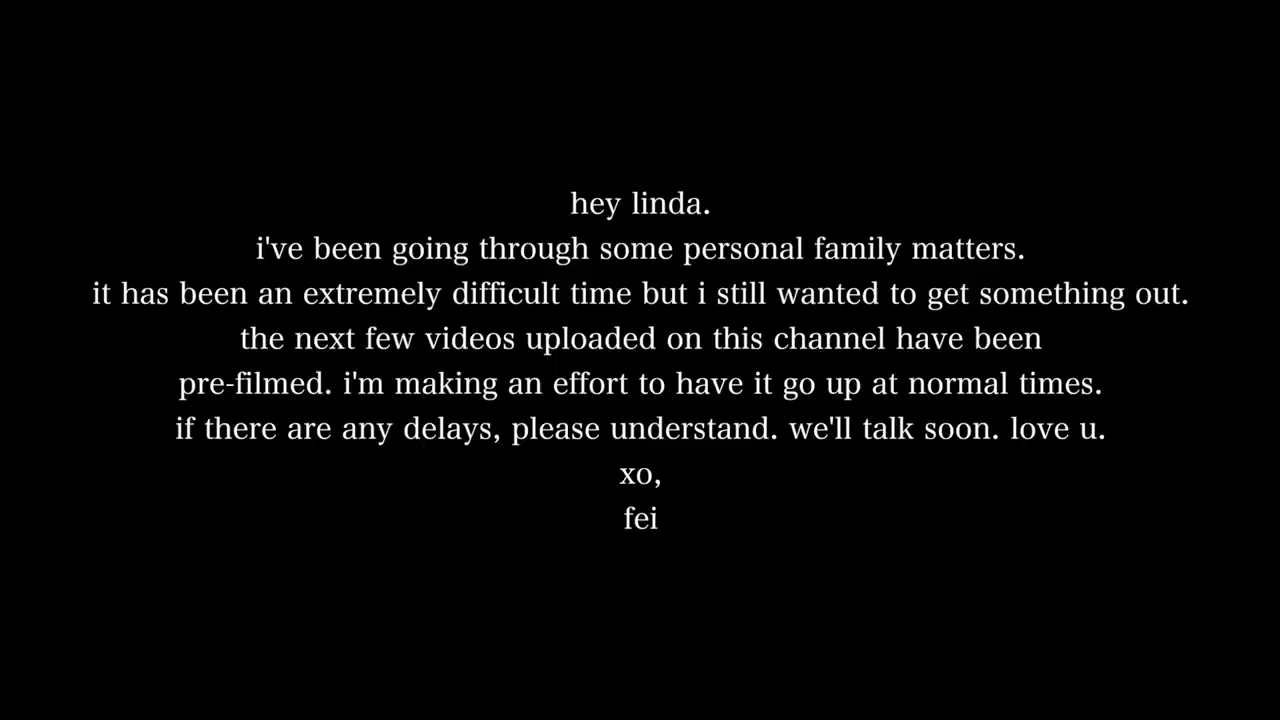 hey linda.
i've been going through some personal family matters.
it has been an extremely difficult time but i still wanted to get something out.
the next few videos uploaded on this channel have been
pre-filmed. i'm making an effort to have it go up at normal times.
if there are any delays, please understand. we'll talk soon. love u.
xo,
fei